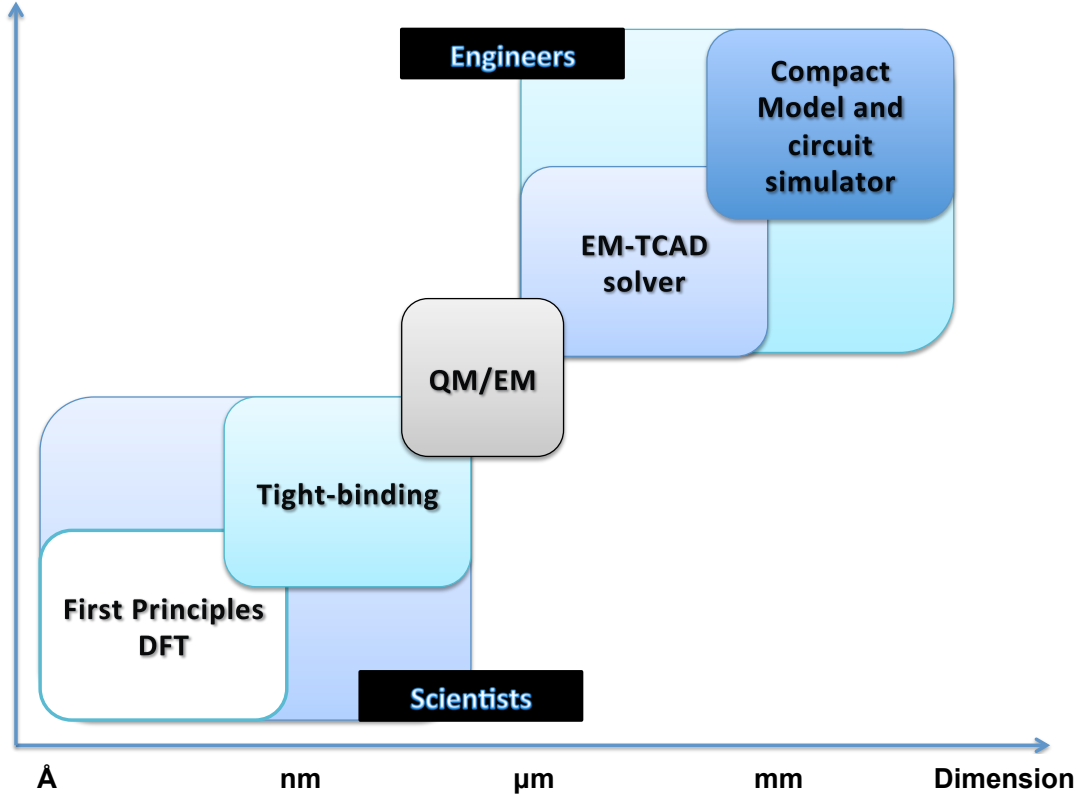 Engineers
Compact
Model and
circuit
simulator
EM-TCAD
solver
QM/EM
Tight-binding
First Principles
DFT
Scientists
Å nm µm mm Dimension